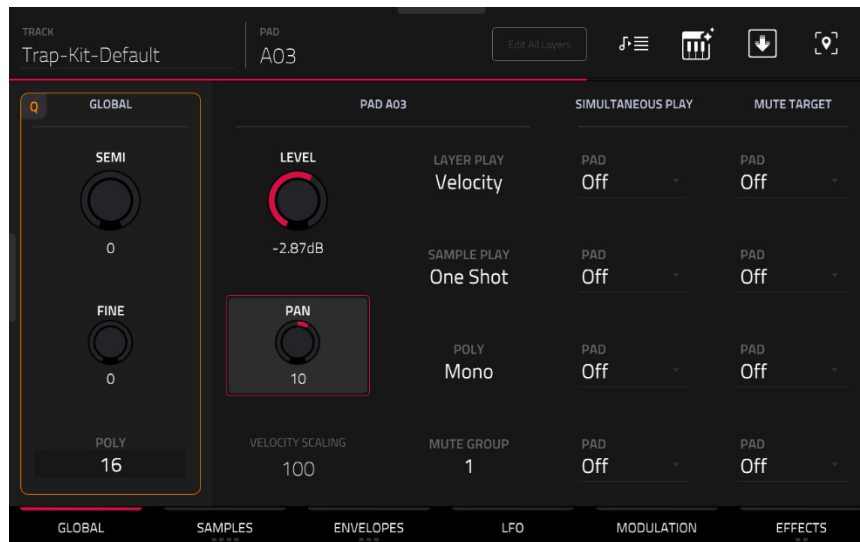 TRACK
Trap-Kit-Default
PAD
A03
Edit All Layers
Q
GLOBAL
PAD A03
SIMULTANEOUS PLAY
MUTE TARGET
SEMI
0
LEVEL
-2.87dB
LAYER PLAY
Velocity
PAD
Off
PAD
Off
SAMPLE PLAY
One Shot
PAD
Off
PAD
Off
FINE
0
PAN
10
POLY
Mono
PAD
Off
PAD
Off
POLY
16
VELOCITY SCALING
100
MUTE GROUP
1
PAD
Off
PAD
Off
GLOBAL
SAMPLES
ENVELOPES
LFO
MODULATION
EFFECTS